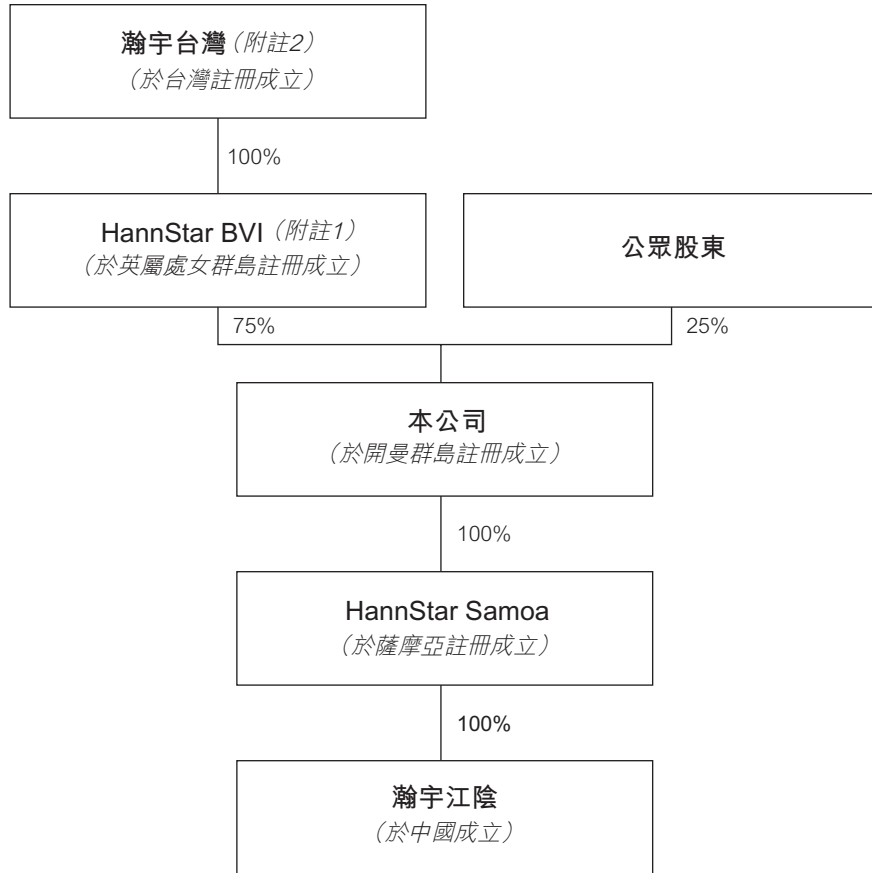 瀚宇台灣（附註2）
（於台灣註冊成立）
100%
HannStar BVI（附註1）
（於英屬處女群島註冊成立）
公眾股東
75%
25%
本公司
（於開曼群島註冊成立）
100%
HannStar Samoa
（於薩摩亞註冊成立）
100%
瀚宇江陰
（於中國成立）